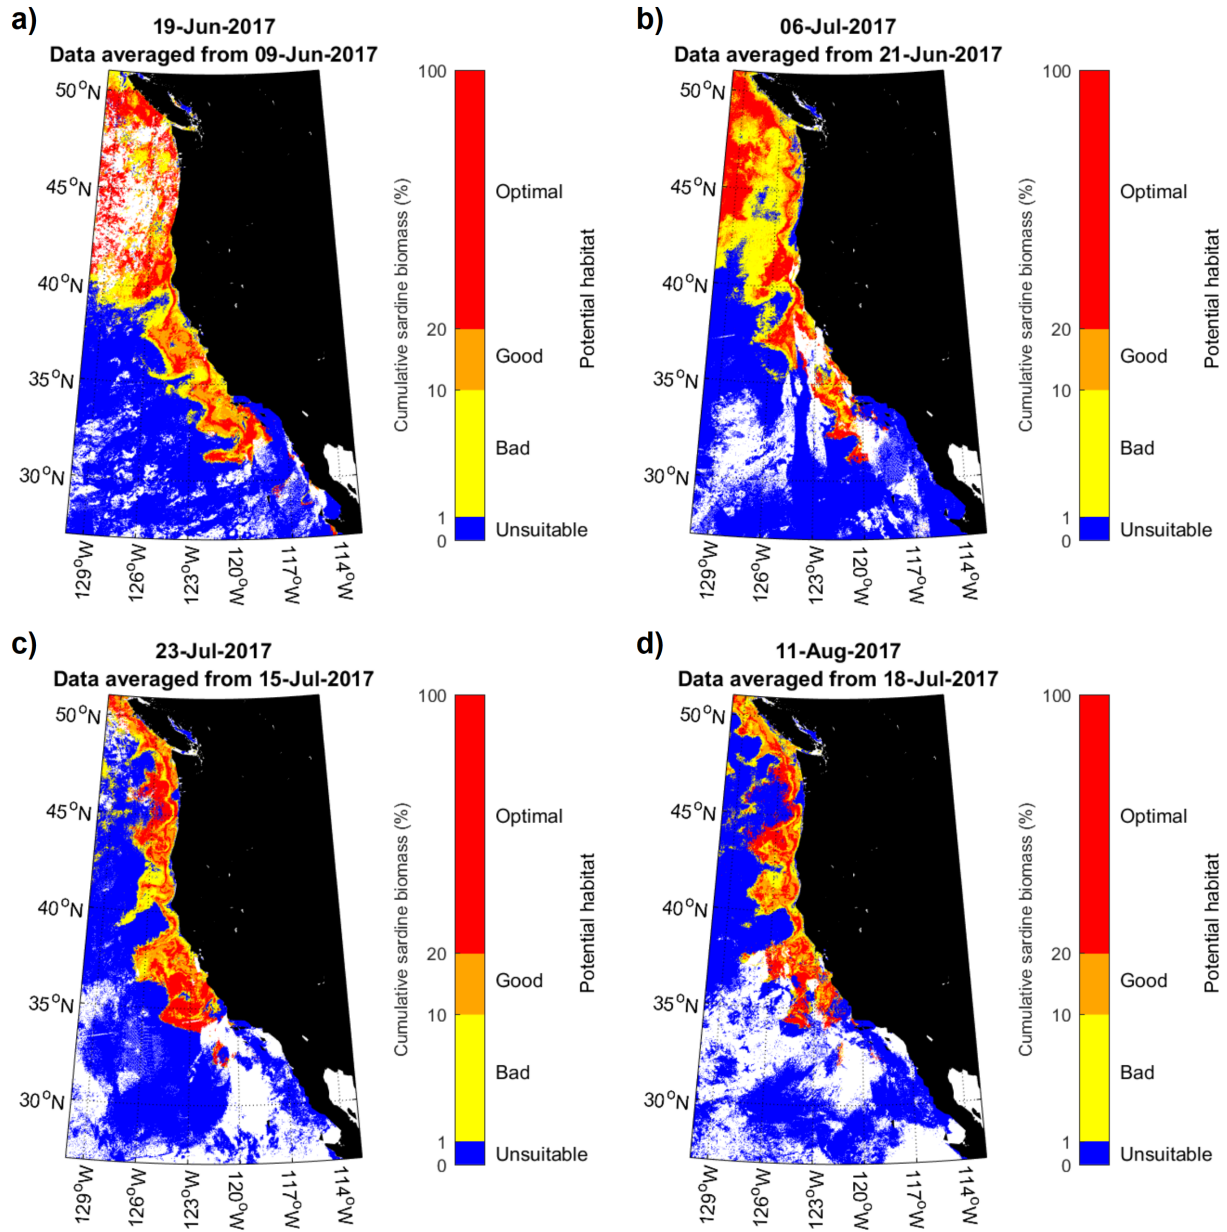 a)
19-Jun-2017
Data averaged from 09-Jun-2017
50°N
45°N
40°N
35°N
30°N
129°W
126°W
123°W
120°W
117°W
114°W
100
20
10
1
0
Cumulative sardine biomass (%)
Optimal
Good
Bad
Unsuitable
Potential habitat
b)
06-Jul-2017
Data averaged from 21-Jun-2017
50°N
45°N
40°N
35°N
30°N
129°W
126°W
123°W
120°W
117°W
114°W
100
20
10
1
0
Cumulative sardine biomass (%)
Optimal
Good
Bad
Unsuitable
Potential habitat
c)
23-Jul-2017
Data averaged from 15-Jul-2017
50°N
45°N
40°N
35°N
30°N
129°W
126°W
123°W
120°W
117°W
114°W
100
20
10
1
0
Cumulative sardine biomass (%)
Optimal
Good
Bad
Unsuitable
Potential habitat
d)
11-Aug-2017
Data averaged from 18-Jul-2017
50°N
45°N
40°N
35°N
30°N
129°W
126°W
123°W
120°W
117°W
114°W
100
20
10
1
0
Cumulative sardine biomass (%)
Optimal
Good
Bad
Unsuitable
Potential habitat